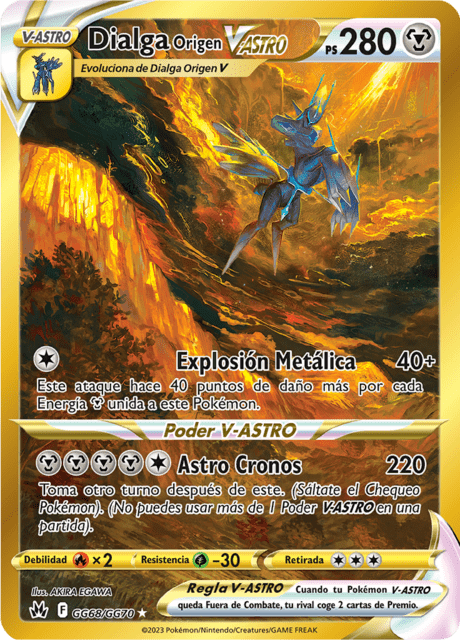 V-ASTRO
Dialga Origen V-ASTRO PS 280
Evoluciona de Dialga Origen V
Explosión Metálica 40+
Este ataque hace 40 puntos de daño más por cada
Energía unida a este Pokémon.
Poder V-ASTRO
Astro Cronos 220
Toma otro turno después de este. (Sáltate el Chequeo
Pokémon). (No puedes usar más de 1 Poder V-ASTRO en una
partida).
Debilidad ×2 Resistencia -30 Retirada
Ilus. AKIRA EGAWA
Regla V-ASTRO Cuando tu Pokémon V-ASTRO
queda Fuera de Combate, tu rival coge 2 cartas de Premio.
F GG68/GG70 ★
©2023 Pokémon/Nintendo/Creatures/GAME FREAK